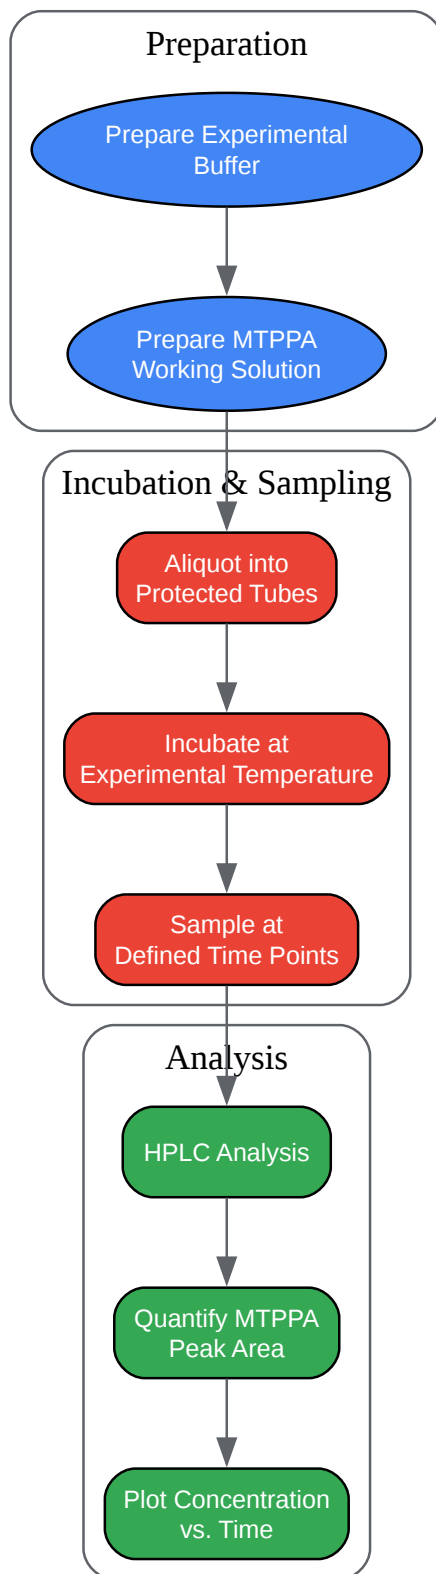 Preparation
Prepare Experimental
Buffer
Prepare MTPPA
Working Solution
Incubation & Sampling
Aliquot into
Protected Tubes
Incubate at
Experimental Temperature
Sample at
Defined Time Points
Analysis
HPLC Analysis
Quantify MTPPA
Peak Area
Plot Concentration
vs. Time